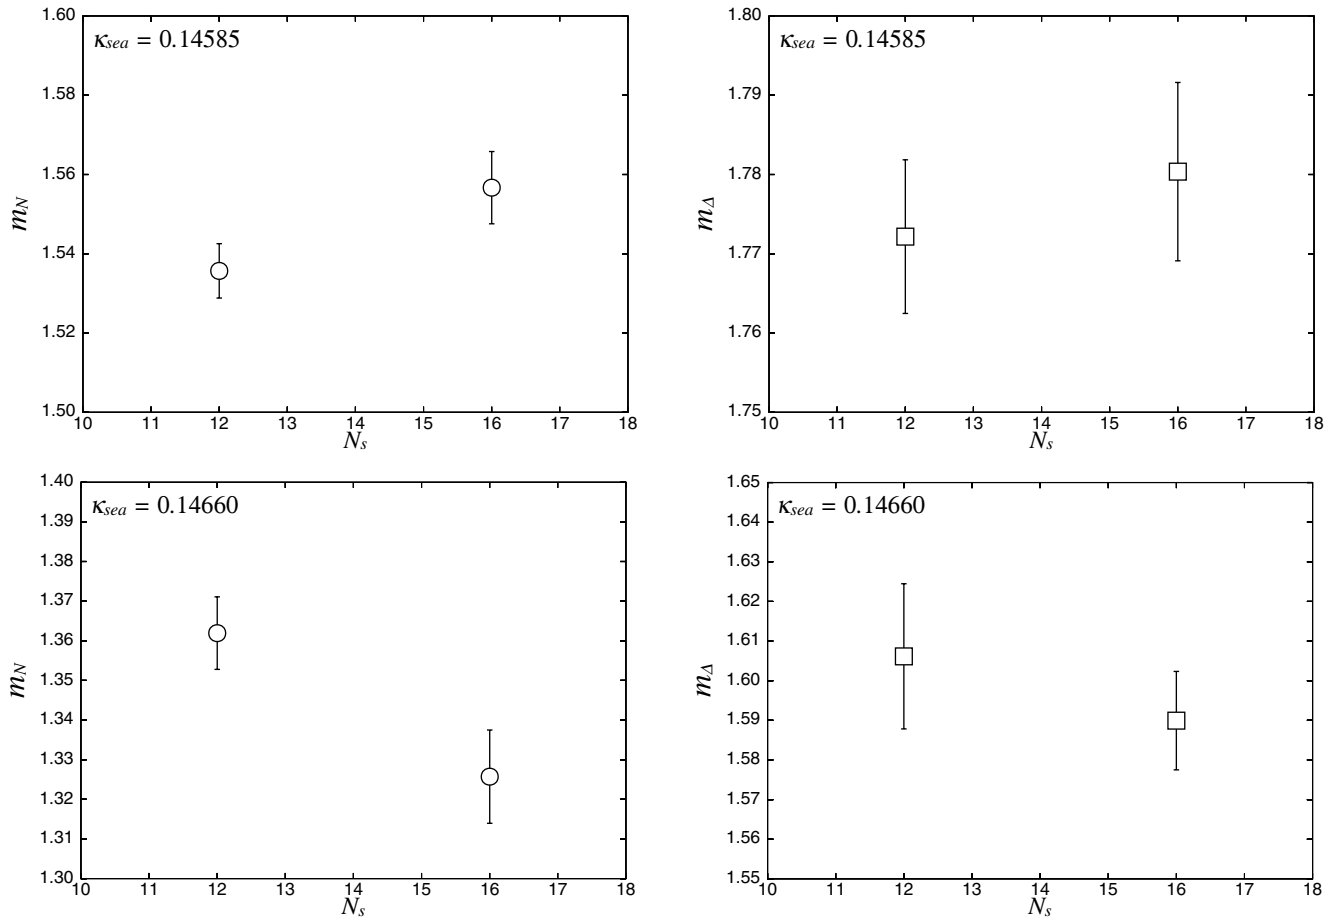 κsea = 0.14585
1.60
1.58
1.56
1.54
1.52
1.50
mN
10 11 12 13 14 15 16 17 18
Ns
κsea = 0.14585
1.80
1.79
1.78
1.77
1.76
1.75
mΔ
10 11 12 13 14 15 16 17 18
Ns
κsea = 0.14660
1.40
1.39
1.38
1.37
1.36
1.35
1.34
1.33
1.32
1.31
1.30
mN
10 11 12 13 14 15 16 17 18
Ns
κsea = 0.14660
1.65
1.64
1.63
1.62
1.61
1.60
1.59
1.58
1.57
1.56
1.55
mΔ
10 11 12 13 14 15 16 17 18
Ns